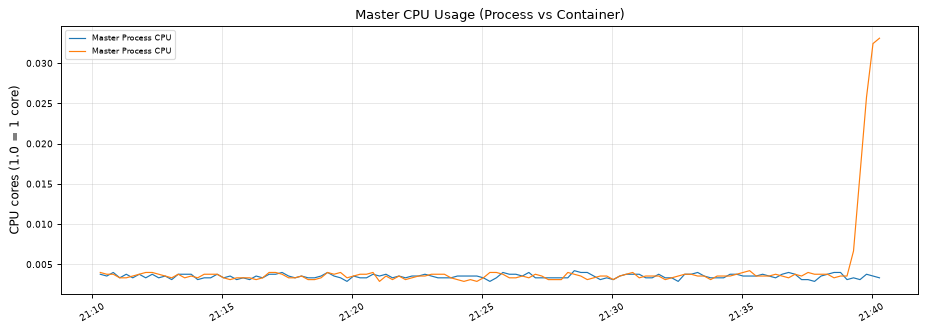 Master CPU Usage (Process vs Container)
Master Process CPU
Master Process CPU
CPU cores (1.0 = 1 core)
0.030
0.025
0.020
0.015
0.010
0.005
21:10 21:15 21:20 21:25 21:30 21:35 21:40